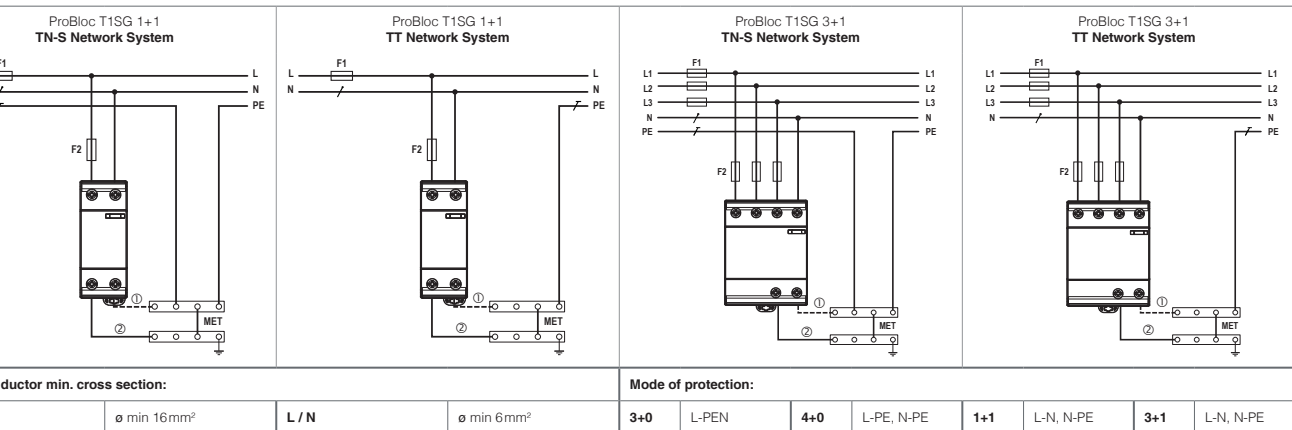 ProBloc T1SG 1+1
TN-S Network System
F1
L
N
PE
F2
①
MET
②
ProBloc T1SG 1+1
TT Network System
F1
L L
N N
PE
F2
①
MET
②
ProBloc T1SG 3+1
TN-S Network System
F1
L1 L1
L2 L2
L3 L3
N N
PE PE
F2
①
MET
②
ProBloc T1SG 3+1
TT Network System
F1
L1 L1
L2 L2
L3 L3
N N
PE
F2
①
MET
②
ductor min. cross section:
ø min 16mm² L / N ø min 6mm²
Mode of protection:
3+0 L-PEN 4+0 L-PE, N-PE 1+1 L-N, N-PE 3+1 L-N, N-PE